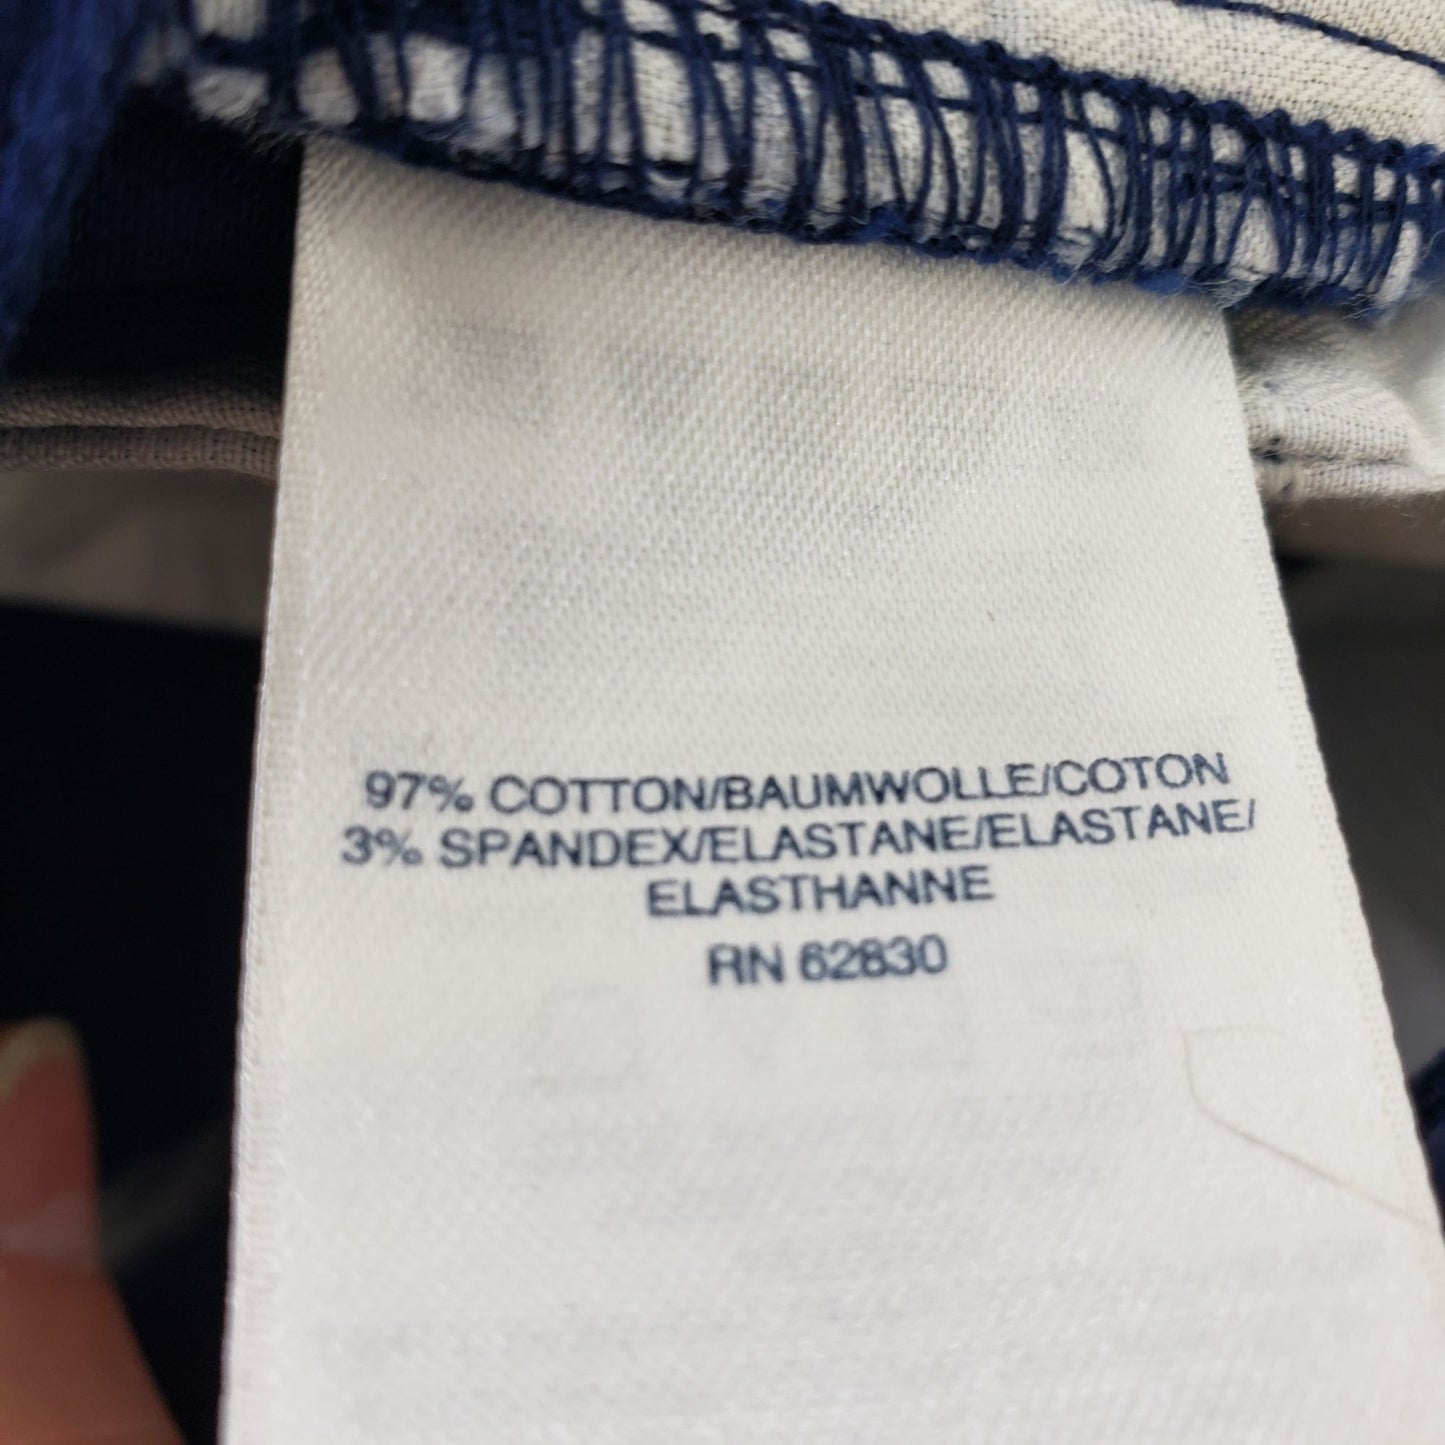 97% COTTON/BAUMWOLLE/COTON
3% SPANDEX/ELASTANE/ELASTANE/
ELASTHANNE
RN 62830